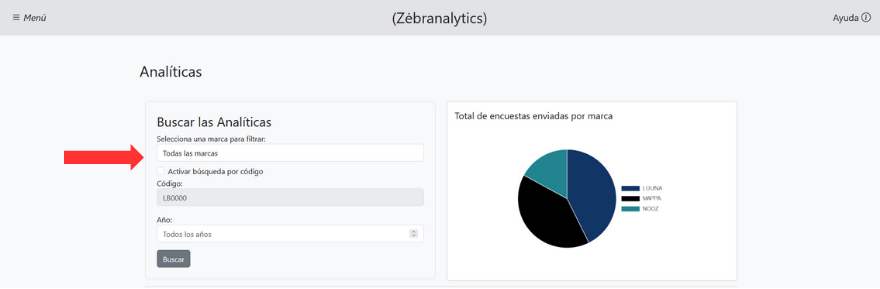 ≡ Menú
(Zébranalytics)
Ayuda
Analíticas
Buscar las Analíticas
Selecciona una marca para filtrar:
Todas las marcas
Activar búsqueda por código
Código:
LB0000
Año:
Todos los años
Buscar
Total de encuestas enviadas por marca
LUUNA
MAPPA
NOOZ